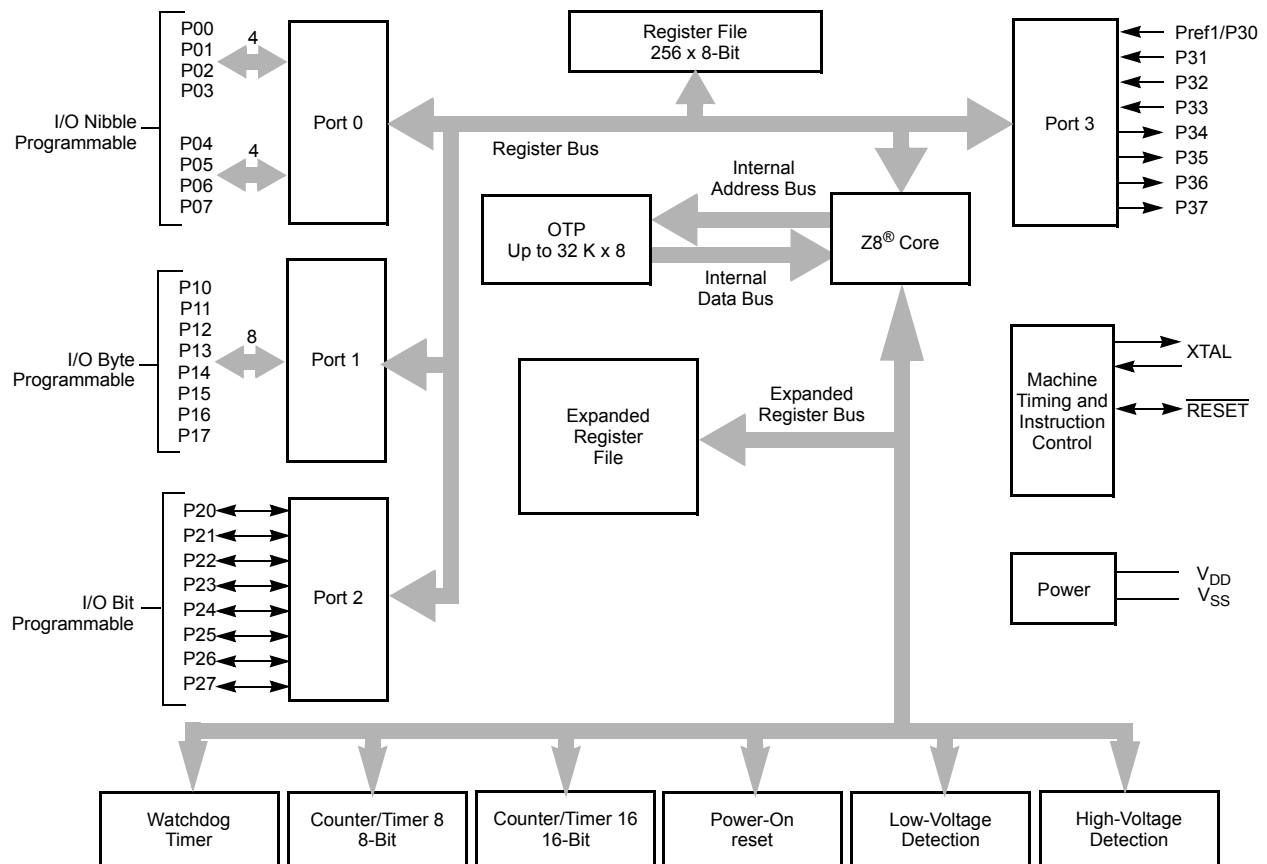 P00
P01
P02
P03
4
I/O Nibble
Programmable
P04
P05
P06
P07
4
Port 0
Register File
256 x 8-Bit
Register Bus
Port 3
Pref1/P30
P31
P32
P33
P34
P35
P36
P37
Internal
Address Bus
OTP
Up to 32 K x 8
Z8® Core
Internal
Data Bus
I/O Byte
Programmable
P10
P11
P12
P13
P14
P15
P16
P17
8
Port 1
Expanded
Register
File
Expanded
Register Bus
Machine
Timing and
Instruction
Control
XTAL
RESET
I/O Bit
Programmable
P20
P21
P22
P23
P24
P25
P26
P27
Port 2
Power
VDD
VSS
Watchdog
Timer
Counter/Timer 8
8-Bit
Counter/Timer 16
16-Bit
Power-On
reset
Low-Voltage
Detection
High-Voltage
Detection